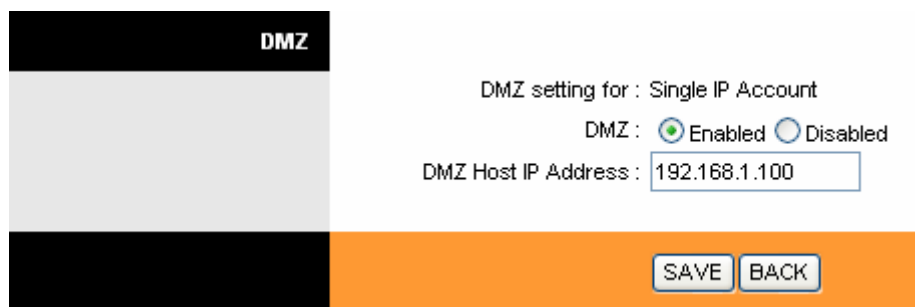 DMZ
DMZ setting for : Single IP Account
DMZ : Enabled Disabled
DMZ Host IP Address : 192.168.1.100
SAVE BACK